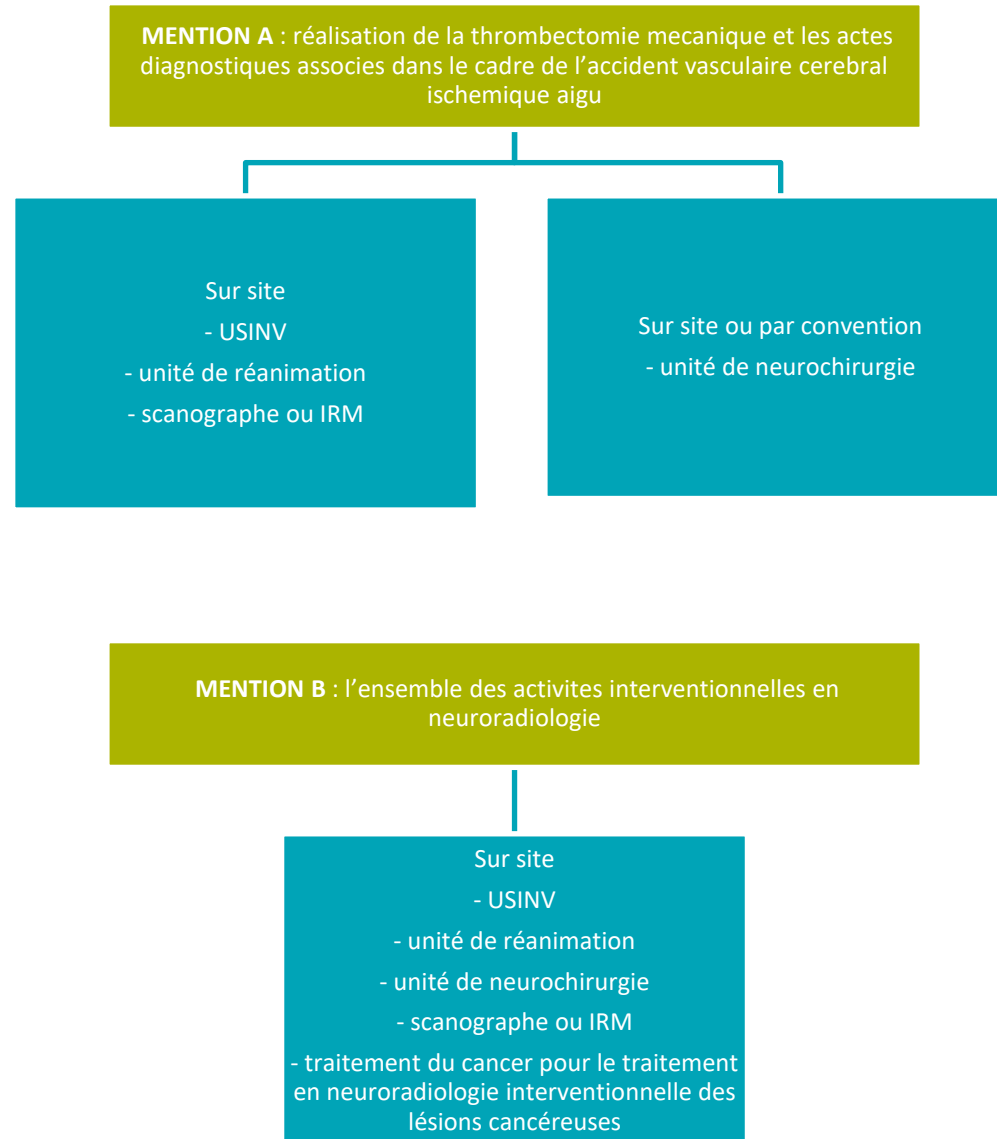 MENTION A : réalisation de la thrombectomie mecanique et les actes
diagnostiques associes dans le cadre de l’accident vasculaire cerebral
ischemique aigu
Sur site
- USINV
- unité de réanimation
- scanographe ou IRM
Sur site ou par convention
- unité de neurochirurgie
MENTION B : l’ensemble des activites interventionnelles en
neuroradiologie
Sur site
- USINV
- unité de réanimation
- unité de neurochirurgie
- scanographe ou IRM
- traitement du cancer pour le traitement
en neuroradiologie interventionnelle des
lésions cancéreuses